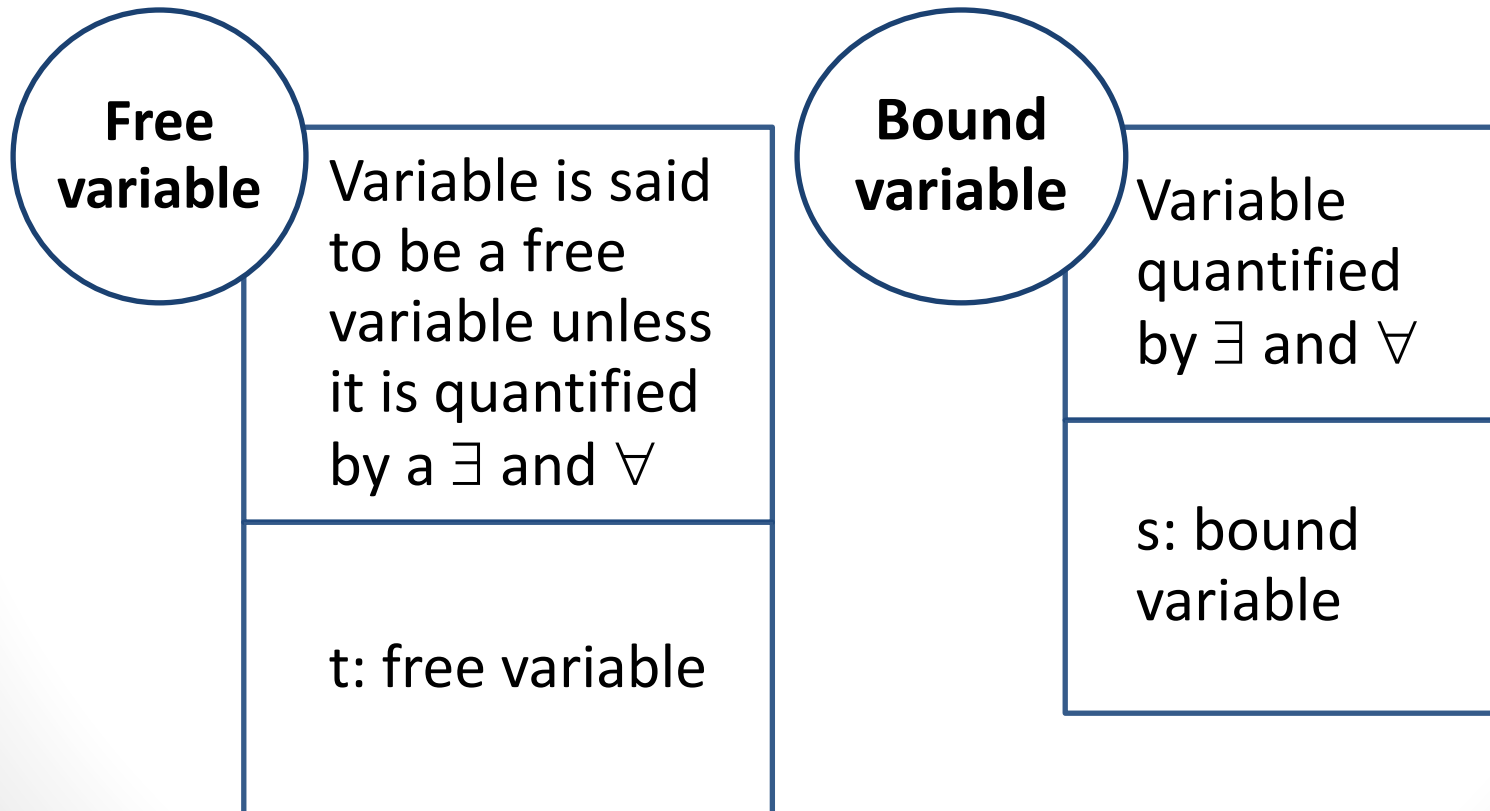 Free
variable
Variable is said
to be a free
variable unless
it is quantified
by a ∃ and ∀
t: free variable
Bound
variable
Variable
quantified
by ∃ and ∀
s: bound
variable